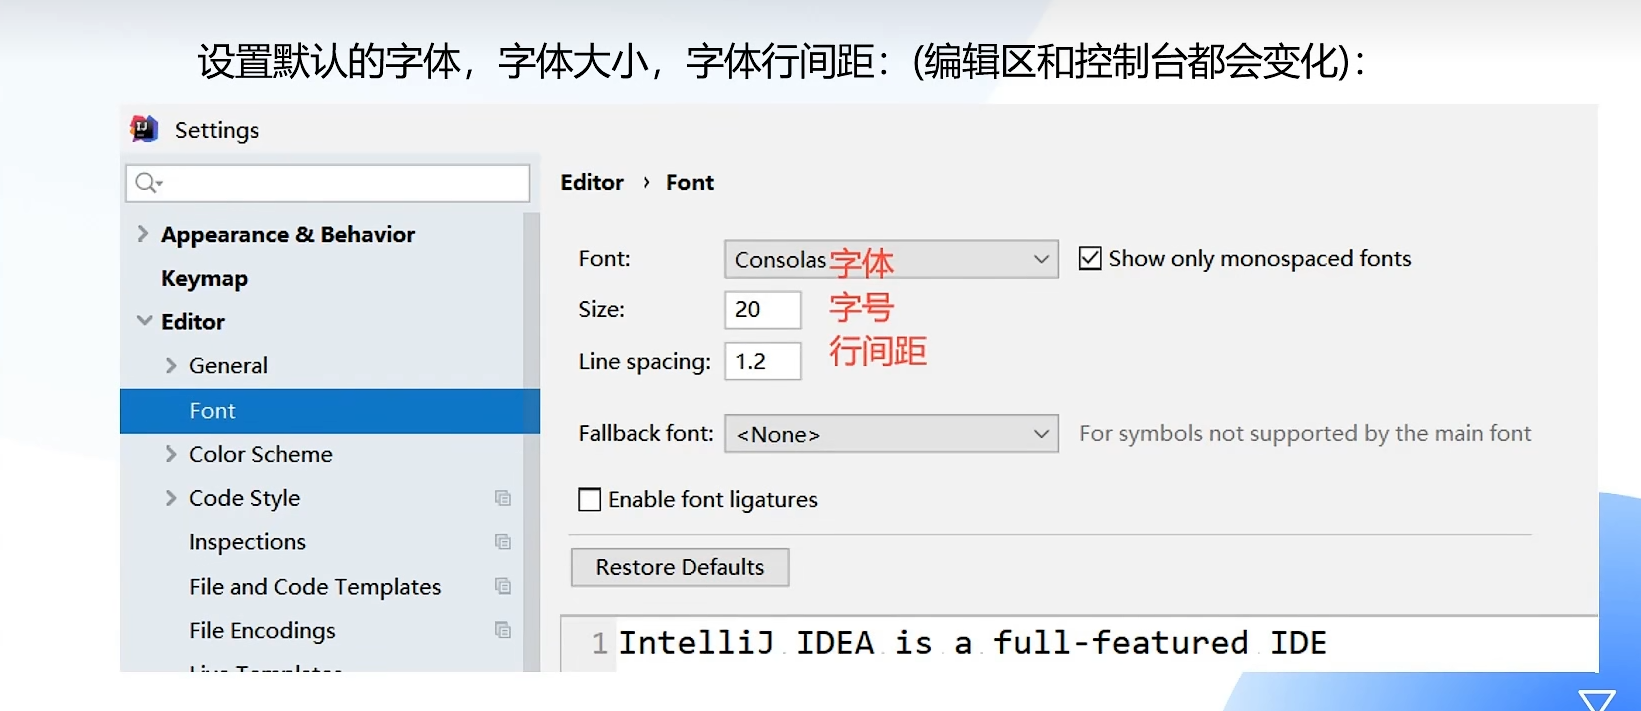 设置默认的字体，字体大小，字体行间距：(编辑区和控制台都会变化)：
Settings
Editor › Font
Appearance & Behavior
Keymap
Editor
General
Font
Color Scheme
Code Style
Inspections
File and Code Templates
File Encodings
Live Templates
Font: Consolas 字体 Show only monospaced fonts
Size: 20 字号
Line spacing: 1.2 行间距
Fallback font: <None> For symbols not supported by the main font
Enable font ligatures
Restore Defaults
1 IntelliJ IDEA is a full-featured IDE